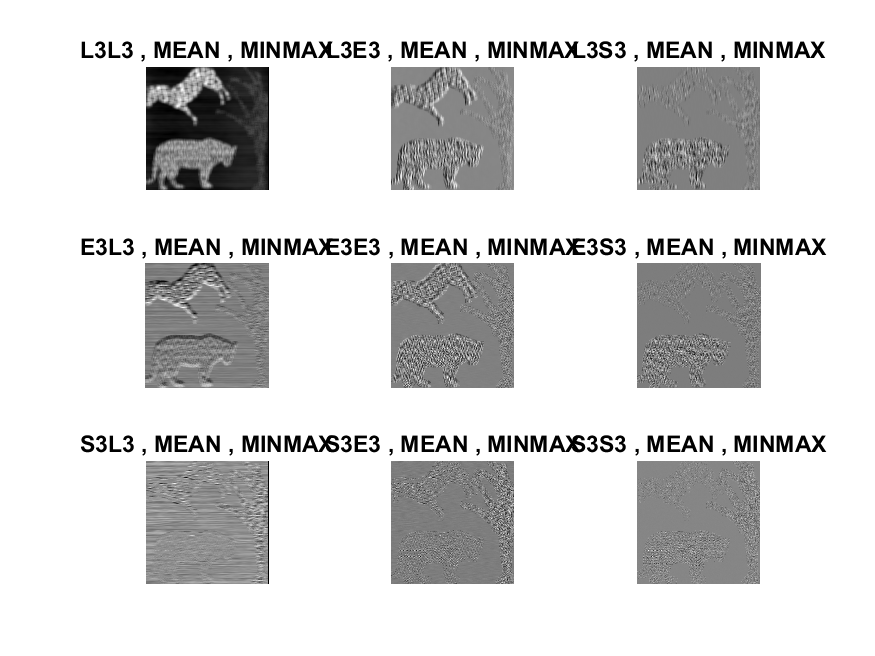 L3L3 , MEAN , MINMAX L3E3 , MEAN , MINMAX L3S3 , MEAN , MINMAX
E3L3 , MEAN , MINMAX E3E3 , MEAN , MINMAX E3S3 , MEAN , MINMAX
S3L3 , MEAN , MINMAX S3E3 , MEAN , MINMAX S3S3 , MEAN , MINMAX